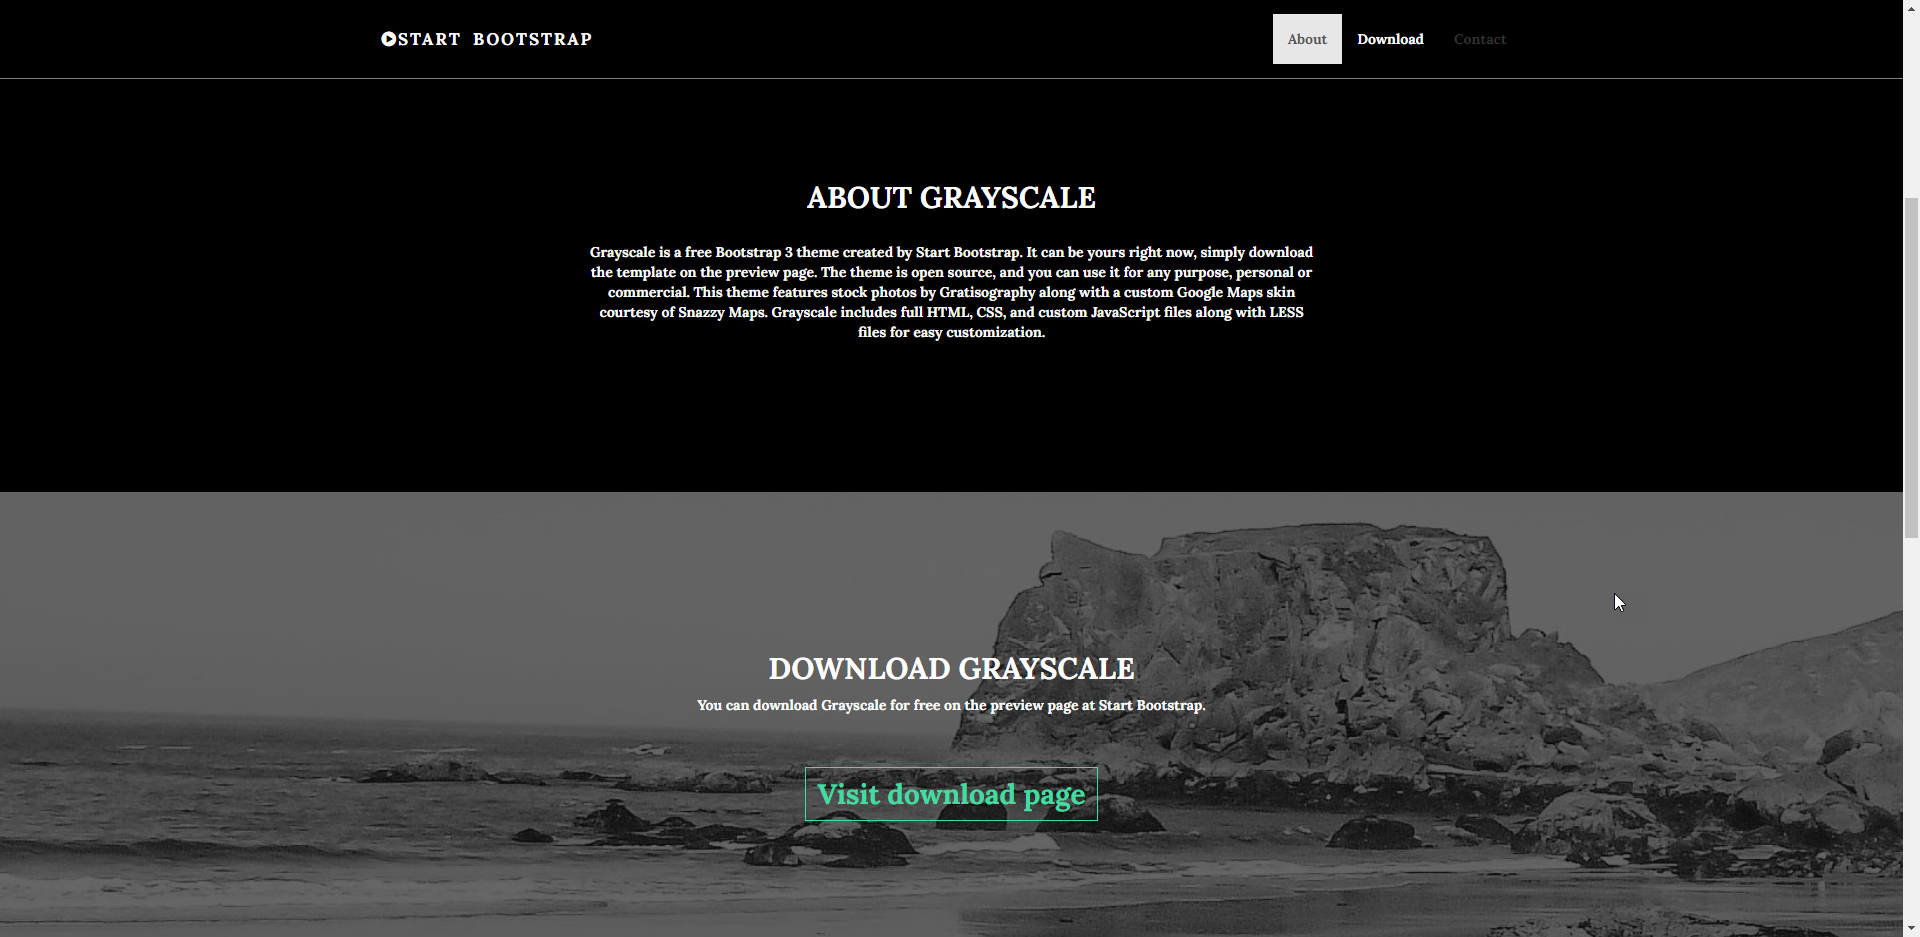 START BOOTSTRAP
About Download Contact
ABOUT GRAYSCALE
Grayscale is a free Bootstrap 3 theme created by Start Bootstrap. It can be yours right now, simply download
the template on the preview page. The theme is open source, and you can use it for any purpose, personal or
commercial. This theme features stock photos by Gratisography along with a custom Google Maps skin
courtesy of Snazzy Maps. Grayscale includes full HTML, CSS, and custom JavaScript files along with LESS
files for easy customization.
DOWNLOAD GRAYSCALE
You can download Grayscale for free on the preview page at Start Bootstrap.
Visit download page